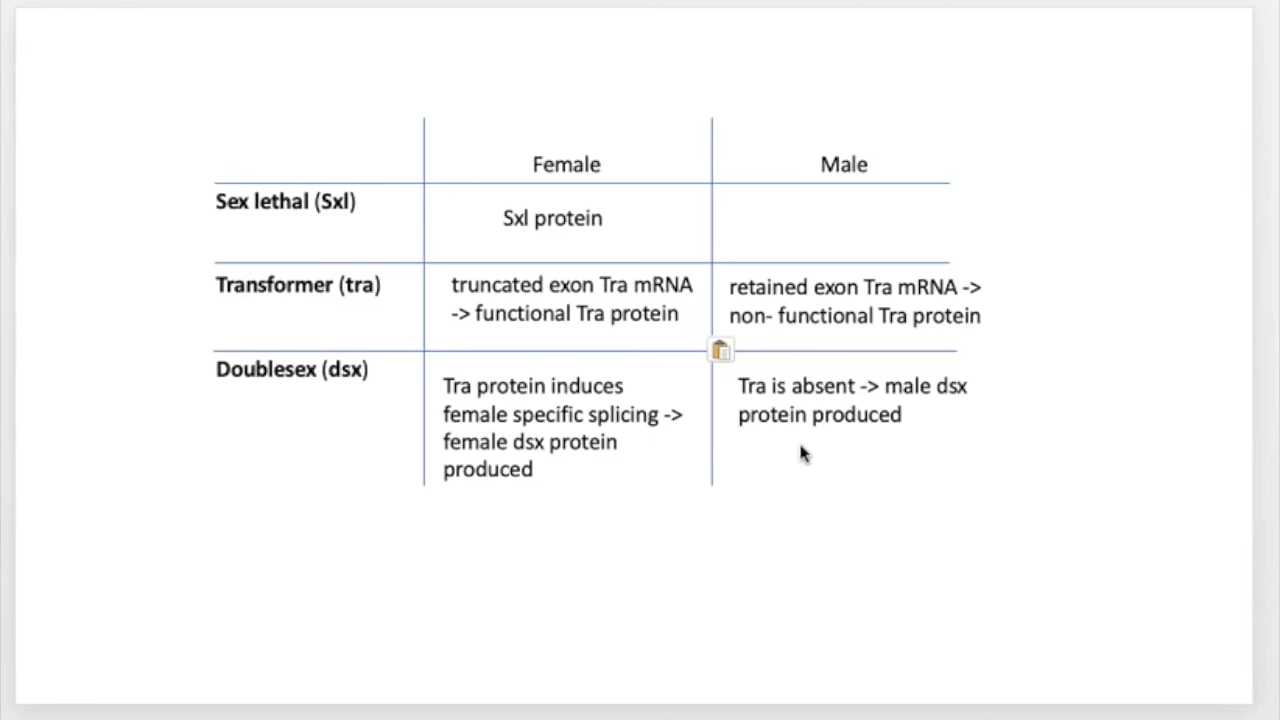 Female Male
Sex lethal (Sxl)
Sxl protein
Transformer (tra)
truncated exon Tra mRNA
-> functional Tra protein
retained exon Tra mRNA ->
non- functional Tra protein
Doublesex (dsx)
Tra protein induces
female specific splicing ->
female dsx protein
produced
Tra is absent -> male dsx
protein produced